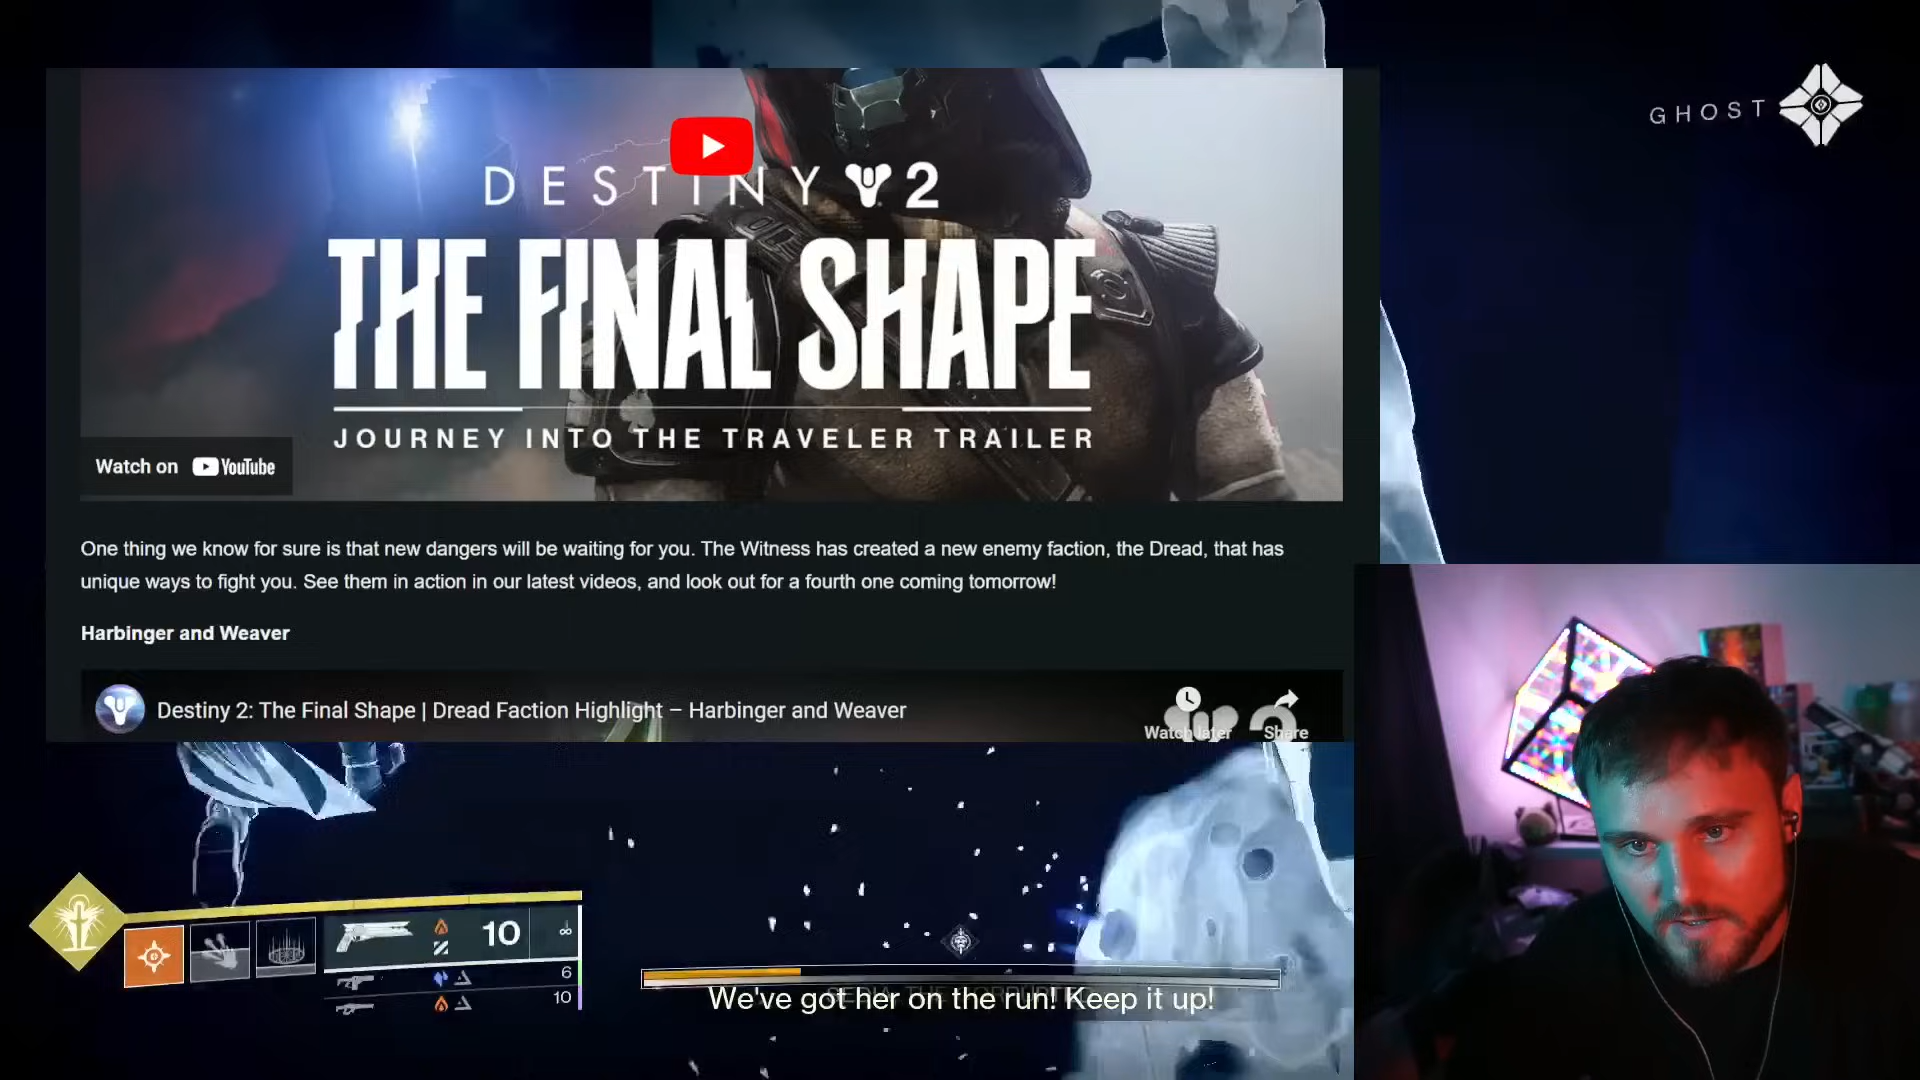 GHOST
DESTINY 2
THE FINAL SHAPE
JOURNEY INTO THE TRAVELER TRAILER
Watch on YouTube
One thing we know for sure is that new dangers will be waiting for you. The Witness has created a new enemy faction, the Dread, that has
unique ways to fight you. See them in action in our latest videos, and look out for a fourth one coming tomorrow!
Harbinger and Weaver
Destiny 2: The Final Shape | Dread Faction Highlight – Harbinger and Weaver
Watch later
Share
10
∞
6
10
We've got her on the run! Keep it up!